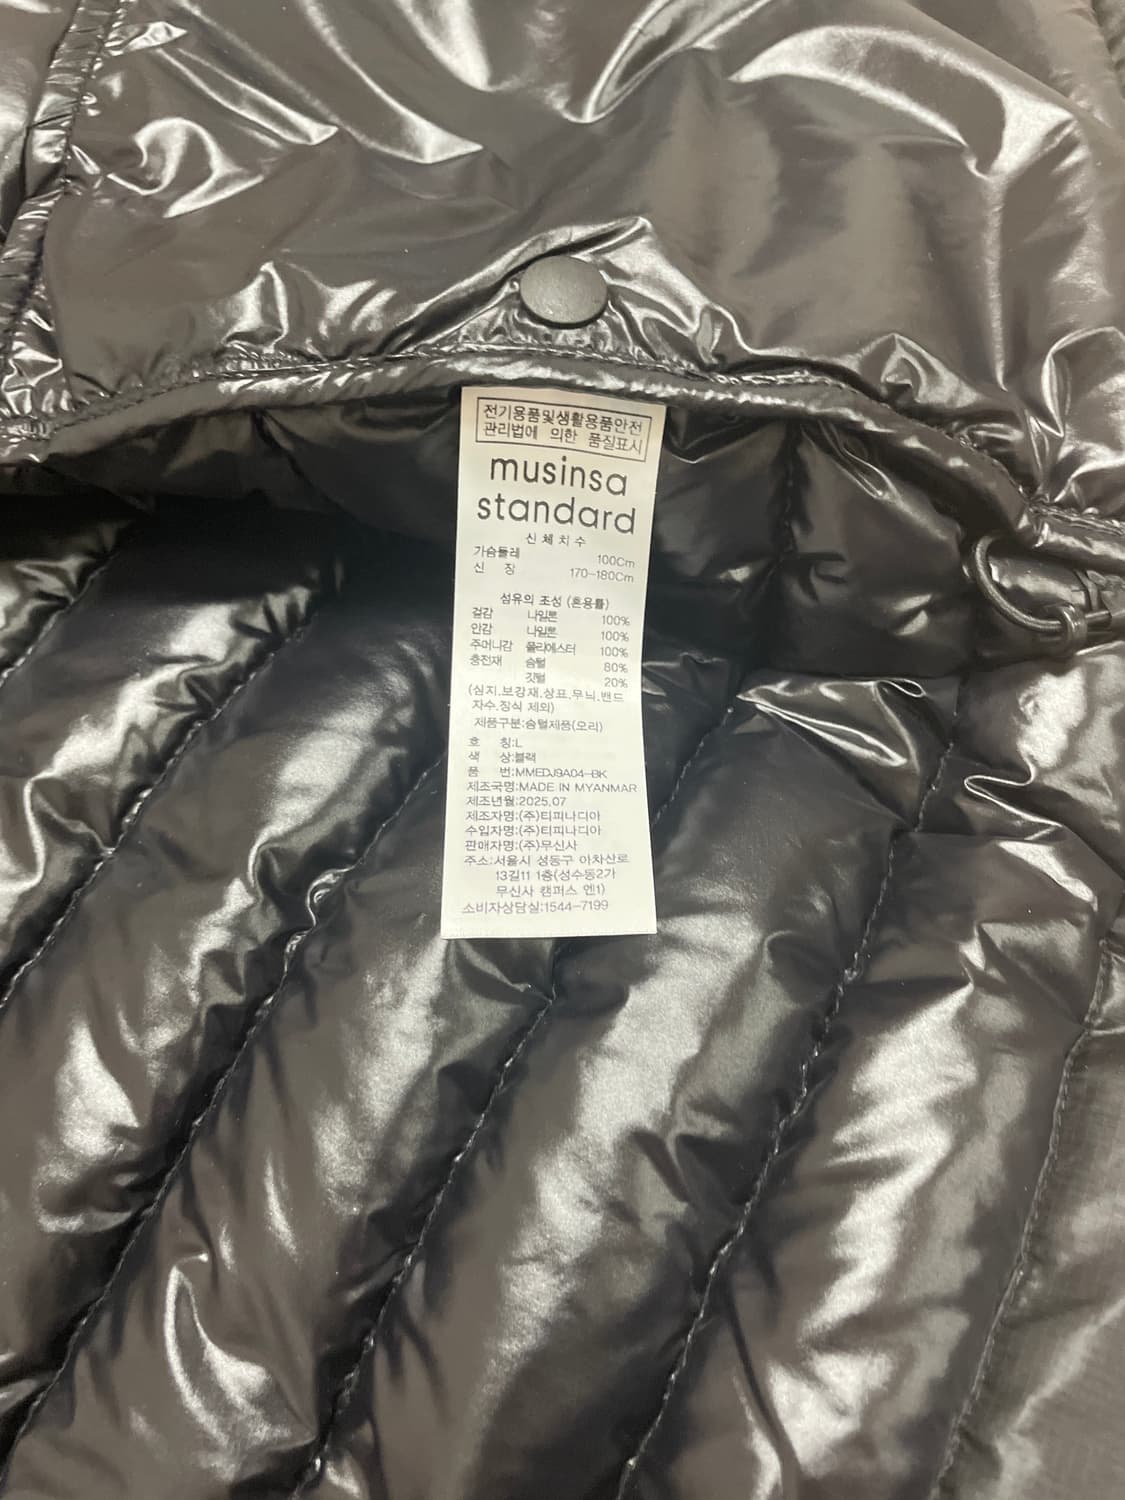 전기용품및생활용품안전
관리법에 의한 품질표시
musinsa
standard
신체치수
가슴둘레 100Cm
신 장 170-180Cm
섬유의 조성 (혼용률)
겉감 나일론 100%
안감 나일론 100%
주머니감 폴리에스터 100%
충전재 솜털 80%
깃털 20%
(심지,보강재,상표,무늬,밴드
자수,장식 제외)
제품구분:솜털제품(오리)
호 칭:L
색 상:블랙
품 번:MMEDJ9A04-BK
제조국명:MADE IN MYANMAR
제조년월:2025.07
제조자명:(주)티피나디아
수입자명:(주)티피나디아
판매자명:(주)무신사
주소:서울시 성동구 아차산로
13길11 1층(성수동2가
무신사 캠퍼스 엔1)
소비자상담실:1544-7199